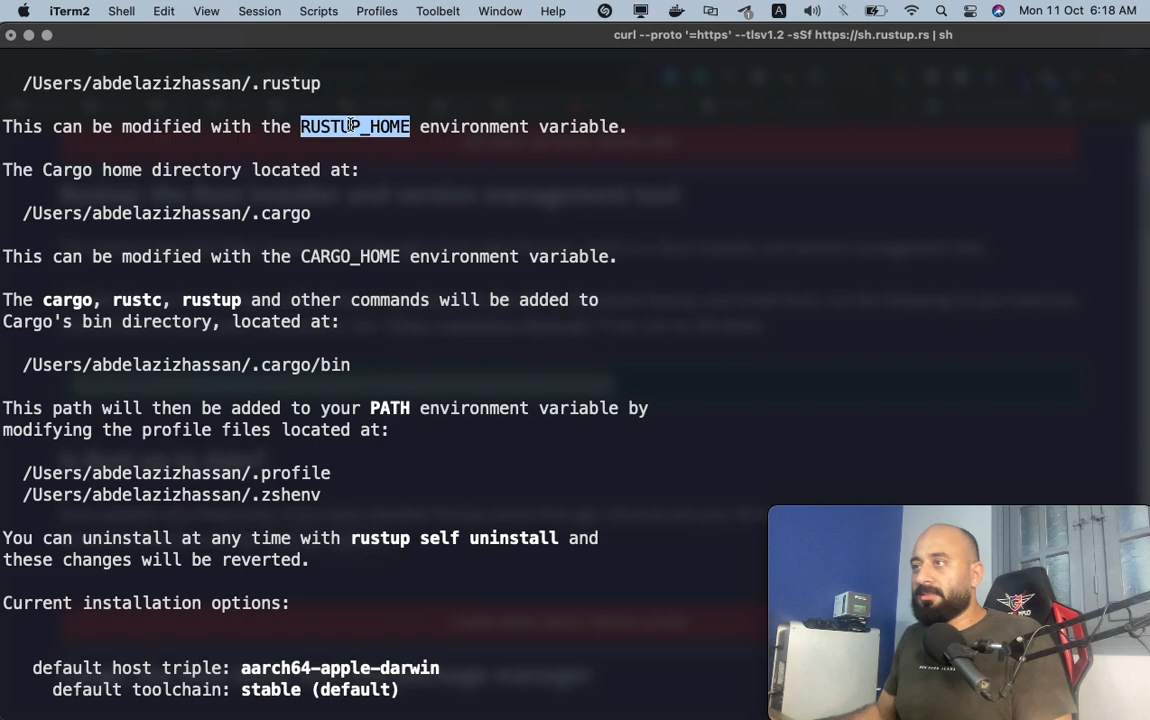 iTerm2 Shell Edit View Session Scripts Profiles Toolbelt Window Help A Mon 11 Oct 6:18 AM
curl --proto '=https' --tlsv1.2 -sSf https://sh.rustup.rs | sh
/Users/abdelazizhassan/.rustup
This can be modified with the RUSTUP_HOME environment variable.
The Cargo home directory located at:
/Users/abdelazizhassan/.cargo
This can be modified with the CARGO_HOME environment variable.
The cargo, rustc, rustup and other commands will be added to
Cargo's bin directory, located at:
/Users/abdelazizhassan/.cargo/bin
This path will then be added to your PATH environment variable by
modifying the profile files located at:
/Users/abdelazizhassan/.profile
/Users/abdelazizhassan/.zshenv
You can uninstall at any time with rustup self uninstall and
these changes will be reverted.
Current installation options:
default host triple: aarch64-apple-darwin
default toolchain: stable (default)